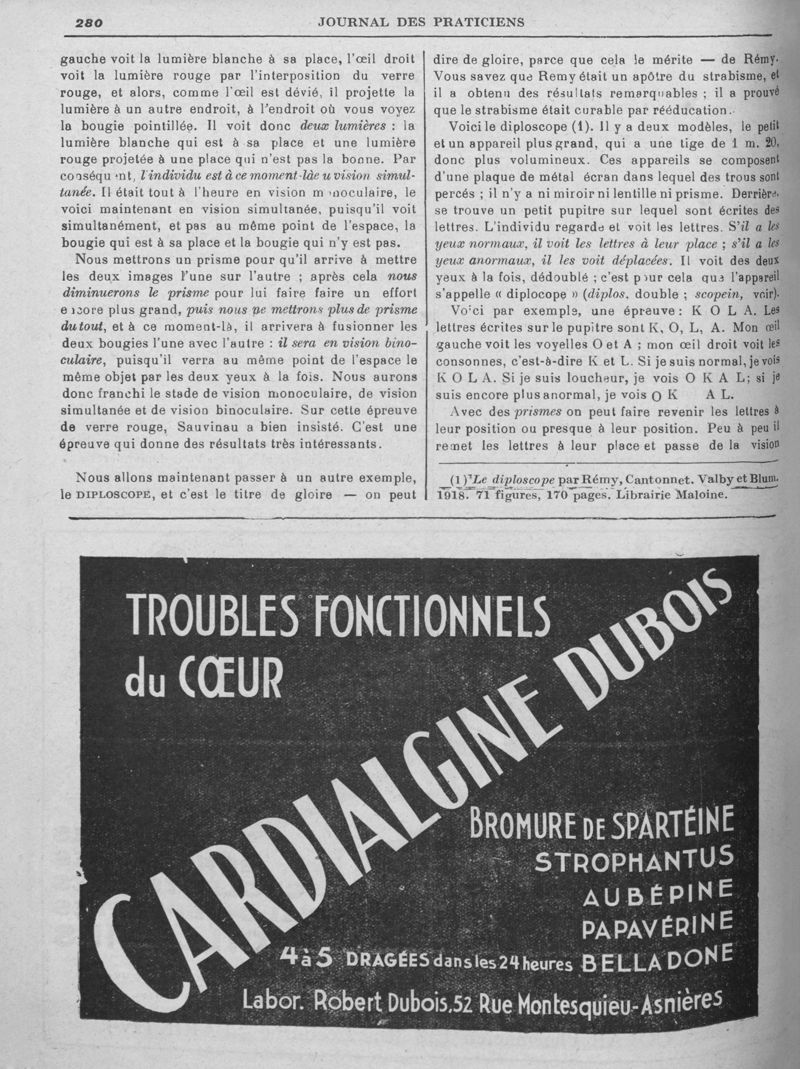 280
JOURNAL DES PRATICIENS
gauche voit la lumière blanche à sa place, l'œil droit
voit la lumière rouge par l'interposition du verre
rouge, et alors, comme l'œil est dévié, il projette la
lumière à un autre endroit, à l'endroit où vous voyez
la bougie pointillée. Il voit donc deux lumières : la
lumière blanche qui est à sa place et une lumière
rouge projetée à une place qui n'est pas la bonne. Par
conséqu nt, l'individu est à ce moment-là e u vision simul-
tanée. Il était tout à l'heure en vision m noculaire, le
voici maintenant en vision simultanée, puisqu'il voit
simultanément, et pas au même point de l'espace, la
bougie qui est à sa place et la bougie qui n'y est pas.
Nous mettrons un prisme pour qu'il arrive à mettre
les deux images l'une sur l'autre ; après cela nous
diminuerons le prisme pour lui faire faire un effort
encore plus grand, puis nous ne mettrons plus de prisme
du tout, et à ce moment-là, il arrivera à fusionner les
deux bougies l'une avec l'autre : il sera en vision bino-
culaire, puisqu'il verra au même point de l'espace le
même objet par les deux yeux à la fois. Nous aurons
donc franchi le stade de vision monoculaire, de vision
simultanée et de vision binoculaire. Sur cette épreuve
de verre rouge, Sauvinau a bien insisté. C'est une
épreuve qui donne des résultats très intéressants.
Nous allons maintenant passer à un autre exemple,
le DIPLOSCOPE, et c'est le titre de gloire — on peut
dire de gloire, parce que cela le mérite — de Rémy.
Vous savez que Remy était un apôtre du strabisme, et
il a obtenu des résultats remarquables ; il a prouvé
que le strabisme était curable par rééducation.
Voici le diploscope (1). Il y a deux modèles, le petit
et un appareil plus grand, qui a une tige de 1 m. 20,
donc plus volumineux. Ces appareils se composent
d'une plaque de métal écran dans lequel des trous sont
percés ; il n'y a ni miroir ni lentille ni prisme. Derrière,
se trouve un petit pupitre sur lequel sont écrites des
lettres. L'individu regarde et voit les lettres. S'il a les
yeux normaux, il voit les lettres à leur place ; s'il a les
yeux anormaux, il les voit déplacées. Il voit des deux
yeux à la fois, dédoublé ; c'est pour cela que l'appareil
s'appelle « diplocope » (diplos, double ; scopein, voir).
Voici par exemple, une épreuve : K O L A. Les
lettres écrites sur le pupitre sont K, O, L, A. Mon œil
gauche voit les voyelles O et A ; mon œil droit voit les
consonnes, c'est-à-dire K et L. Si je suis normal, je vois
K O L A. Si je suis loucheur, je vois O K A L ; si je
suis encore plus anormal, je vois O K A L.
Avec des prismes on peut faire revenir les lettres à
leur position ou presque à leur position. Peu à peu il
remet les lettres à leur place et passe de la vision
(1) Le diploscope par Rémy, Cantonnet. Valby et Blum.
1918. 71 figures, 170 pages. Librairie Maloine.
TROUBLES FONCTIONNELS
du CŒUR
CARDIALGINE DUBOIS
BROMURE DE SPARTÉINE
STROPHANTUS
AUBÉPINE
PAPAVÉRINE
4 à 5 DRAGÉES dans les 24 heures BELLADONE
Labor. Robert Dubois, 52 Rue Montesquieu-Asnières